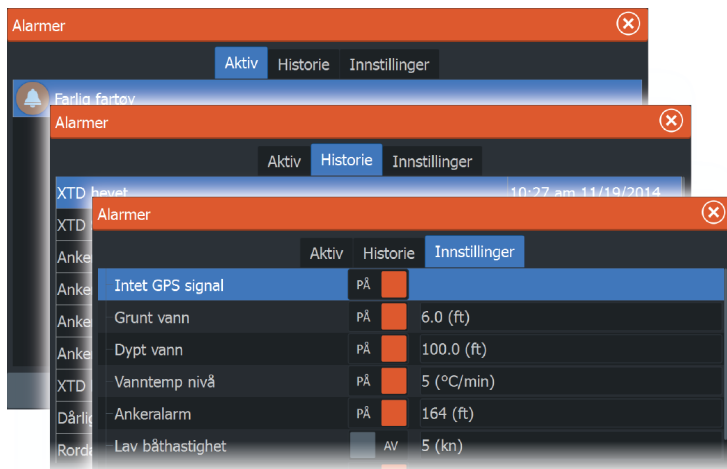 Alarmer
Aktiv Historie Innstillinger
Farlig fartøy
Alarmer
Aktiv Historie Innstillinger
XTD hevet 10:27 am 11/19/2014
XTD
Anke
Anke
Anke
Anke
XTD
Dårlig
Rorda
Alarmer
Aktiv Historie Innstillinger
Intet GPS signal PÅ
Grunt vann PÅ 6.0 (ft)
Dypt vann PÅ 100.0 (ft)
Vanntemp nivå PÅ 5 (°C/min)
Ankeralarm PÅ 164 (ft)
Lav båthastighet AV 5 (kn)